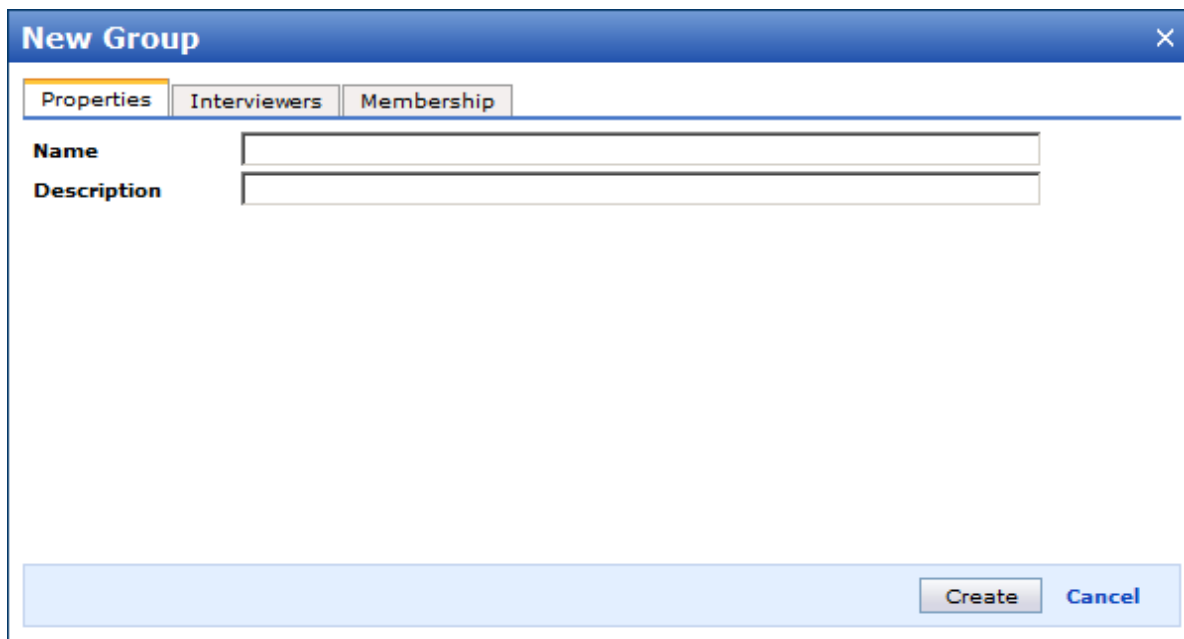 New Group
Properties Interviewers Membership
Name
Description
Create Cancel